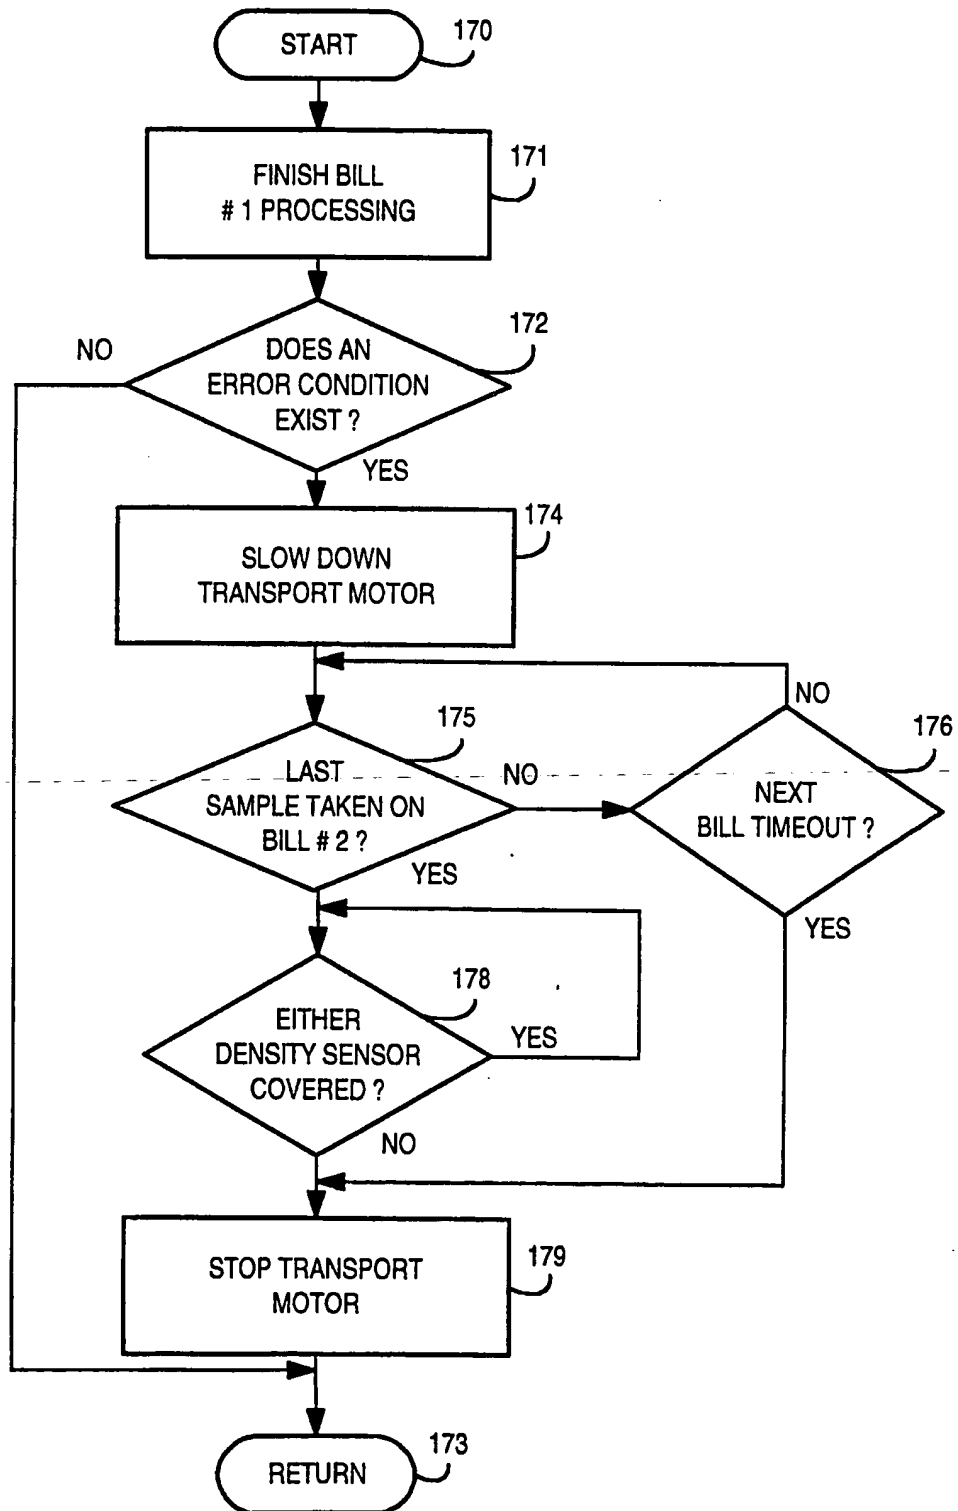 START
170
FINISH BILL
# 1 PROCESSING
171
DOES AN
ERROR CONDITION
EXIST ?
172
NO
YES
SLOW DOWN
TRANSPORT MOTOR
174
LAST
SAMPLE TAKEN ON
BILL # 2 ?
175
NO
YES
NEXT
BILL TIMEOUT ?
176
NO
YES
EITHER
DENSITY SENSOR
COVERED ?
178
YES
NO
STOP TRANSPORT
MOTOR
179
RETURN
173